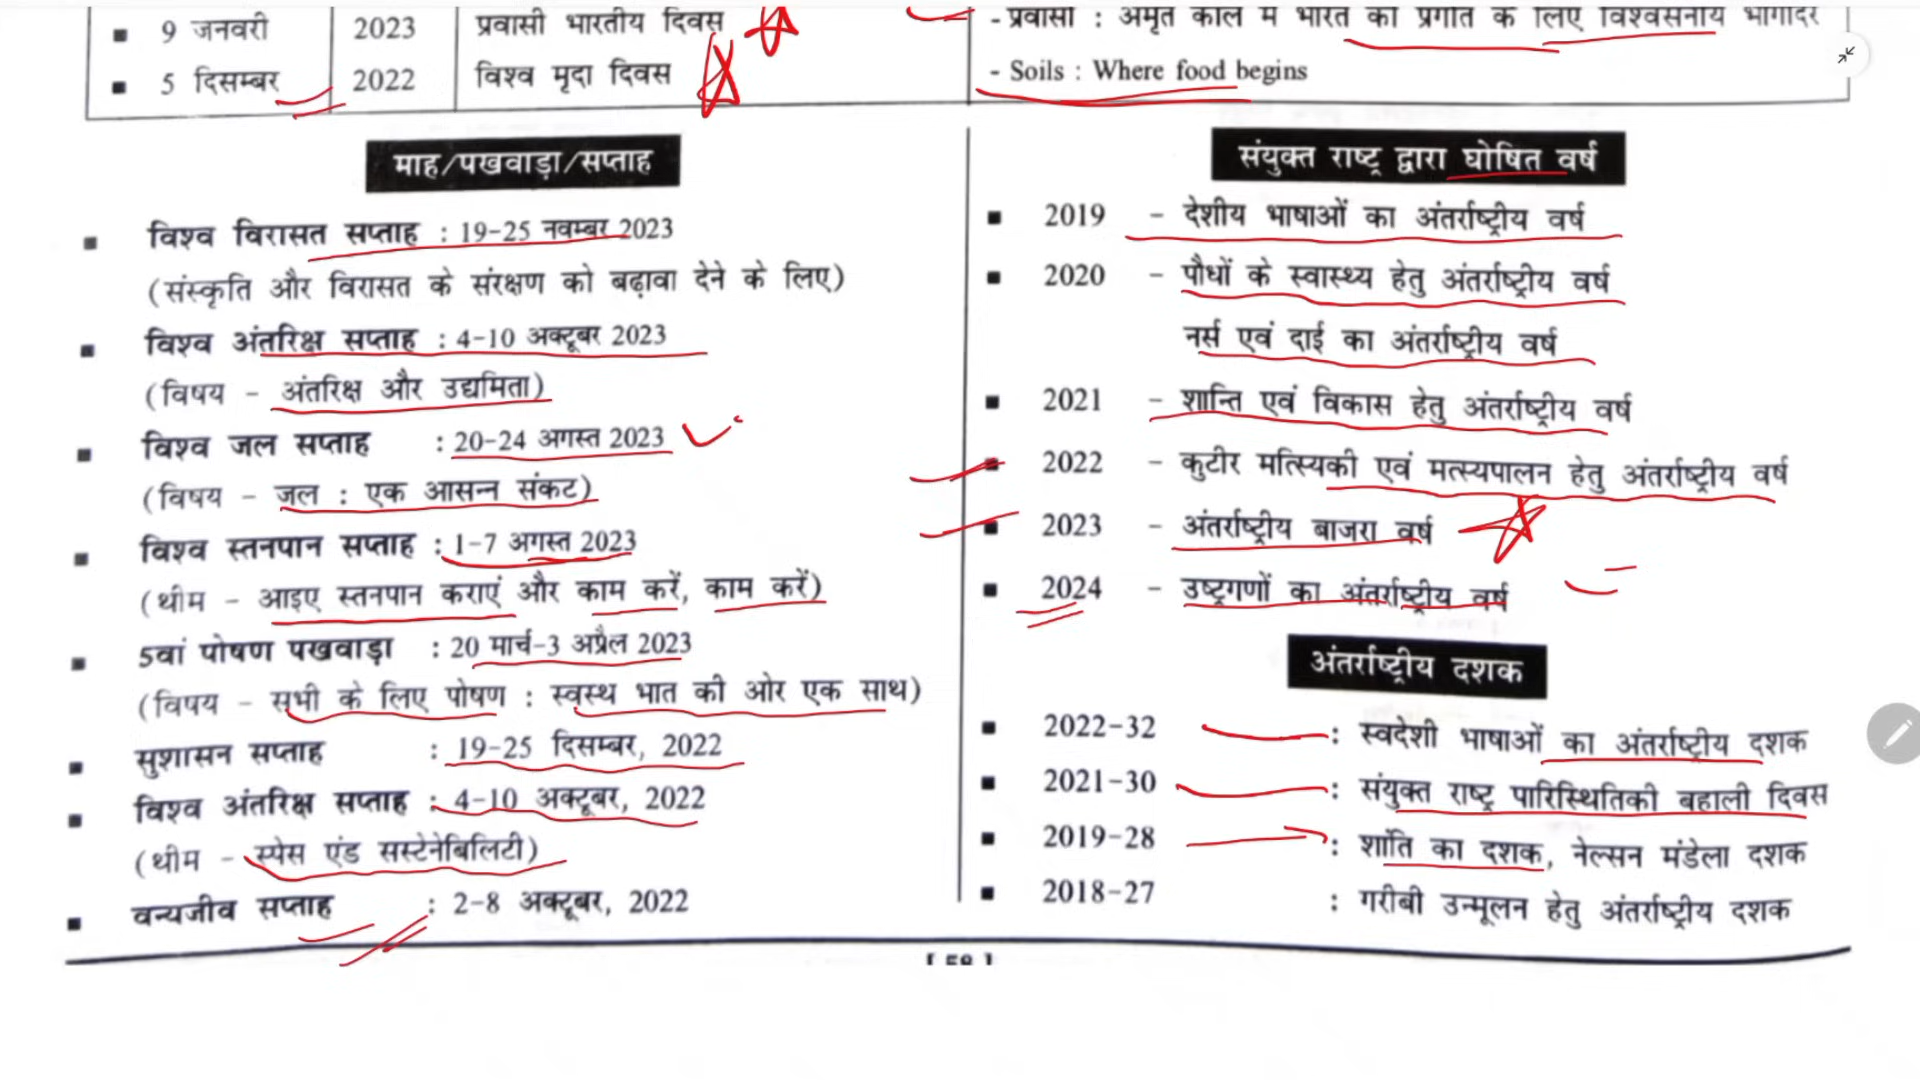 9 जनवरी 2023 प्रवासी भारतीय दिवस - प्रवासी : अमृत काल में भारत की प्रगति के लिए विश्वसनीय भागीदार
5 दिसम्बर 2022 विश्व मृदा दिवस - Soils : Where food begins
माह/पखवाड़ा/सप्ताह
विश्व विरासत सप्ताह : 19-25 नवम्बर 2023
(संस्कृति और विरासत के संरक्षण को बढ़ावा देने के लिए)
विश्व अंतरिक्ष सप्ताह : 4-10 अक्टूबर 2023
(विषय - अंतरिक्ष और उद्यमिता)
विश्व जल सप्ताह : 20-24 अगस्त 2023
(विषय - जल : एक आसन्न संकट)
विश्व स्तनपान सप्ताह : 1-7 अगस्त 2023
(थीम - आइए स्तनपान कराएं और काम करें, काम करें)
5वां पोषण पखवाड़ा : 20 मार्च-3 अप्रैल 2023
(विषय - सभी के लिए पोषण : स्वस्थ भात की ओर एक साथ)
सुशासन सप्ताह : 19-25 दिसम्बर, 2022
विश्व अंतरिक्ष सप्ताह : 4-10 अक्टूबर, 2022
(थीम - स्पेस एंड सस्टेनेबिलिटी)
वन्यजीव सप्ताह : 2-8 अक्टूबर, 2022
संयुक्त राष्ट्र द्वारा घोषित वर्ष
2019 - देशीय भाषाओं का अंतर्राष्ट्रीय वर्ष
2020 - पौधों के स्वास्थ्य हेतु अंतर्राष्ट्रीय वर्ष
नर्स एवं दाई का अंतर्राष्ट्रीय वर्ष
2021 - शान्ति एवं विकास हेतु अंतर्राष्ट्रीय वर्ष
2022 - कुटीर मत्स्यिकी एवं मत्स्यपालन हेतु अंतर्राष्ट्रीय वर्ष
2023 - अंतर्राष्ट्रीय बाजरा वर्ष
2024 - उष्ट्रगणों का अंतर्राष्ट्रीय वर्ष
अंतर्राष्ट्रीय दशक
2022-32 : स्वदेशी भाषाओं का अंतर्राष्ट्रीय दशक
2021-30 : संयुक्त राष्ट्र पारिस्थितिकी बहाली दिवस
2019-28 : शांति का दशक, नेल्सन मंडेला दशक
2018-27 : गरीबी उन्मूलन हेतु अंतर्राष्ट्रीय दशक